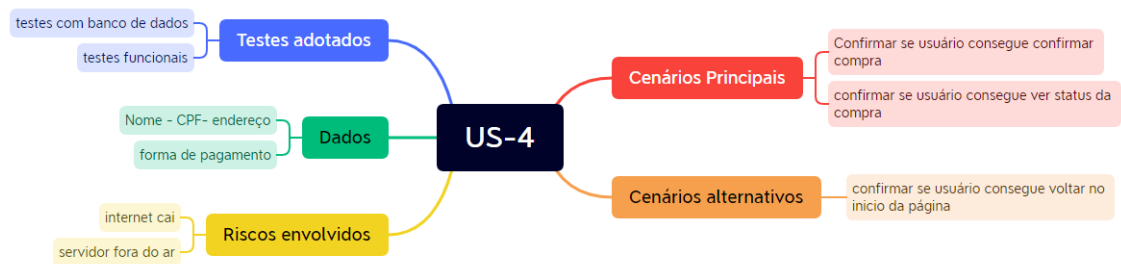 US-4
Testes adotados
testes com banco de dados
testes funcionais
Dados
Nome - CPF- endereço
forma de pagamento
Riscos envolvidos
internet cai
servidor fora do ar
Cenários Principais
Confirmar se usuário consegue confirmar
compra
confirmar se usuário consegue ver status da
compra
Cenários alternativos
confirmar se usuário consegue voltar no
inicio da página